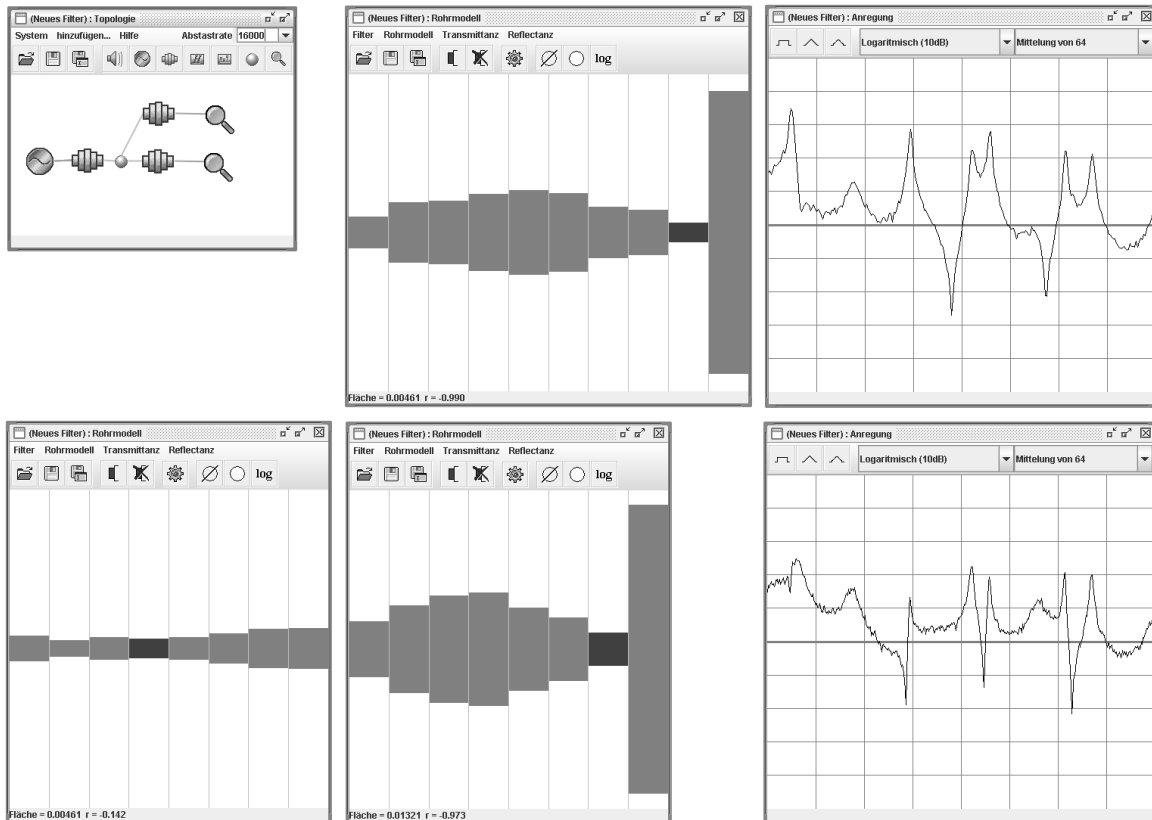 (Neues Filter) : Topologie
System hinzufügen... Hilfe Abstastrate 16000
(Neues Filter) : Rohrmodell
Filter Rohrmodell Transmittanz Reflectanz
log
Fläche = 0.00461 r = -0.990
(Neues Filter) : Anregung
Logaritmisch (10dB) Mittelung von 64
(Neues Filter) : Rohrmodell
Filter Rohrmodell Transmittanz Reflectanz
log
Fläche = 0.00461 r = -0.142
(Neues Filter) : Rohrmodell
Filter Rohrmodell Transmittanz Reflectanz
log
Fläche = 0.01321 r = -0.973
(Neues Filter) : Anregung
Logaritmisch (10dB) Mittelung von 64